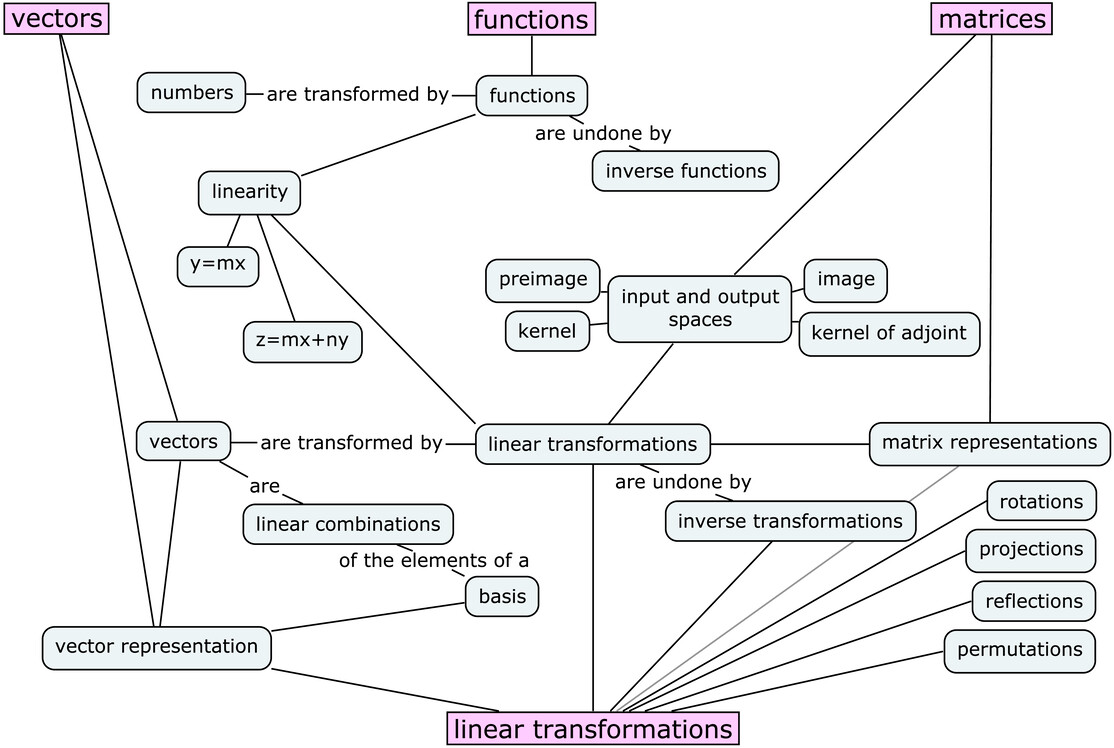 vectors
functions
matrices
numbers
are transformed by
functions
are undone by
inverse functions
linearity
y=mx
z=mx+ny
preimage
input and output
spaces
image
kernel
kernel of adjoint
vectors
are transformed by
linear transformations
matrix representations
are
are undone by
linear combinations
inverse transformations
rotations
of the elements of a
projections
basis
reflections
vector representation
permutations
linear transformations